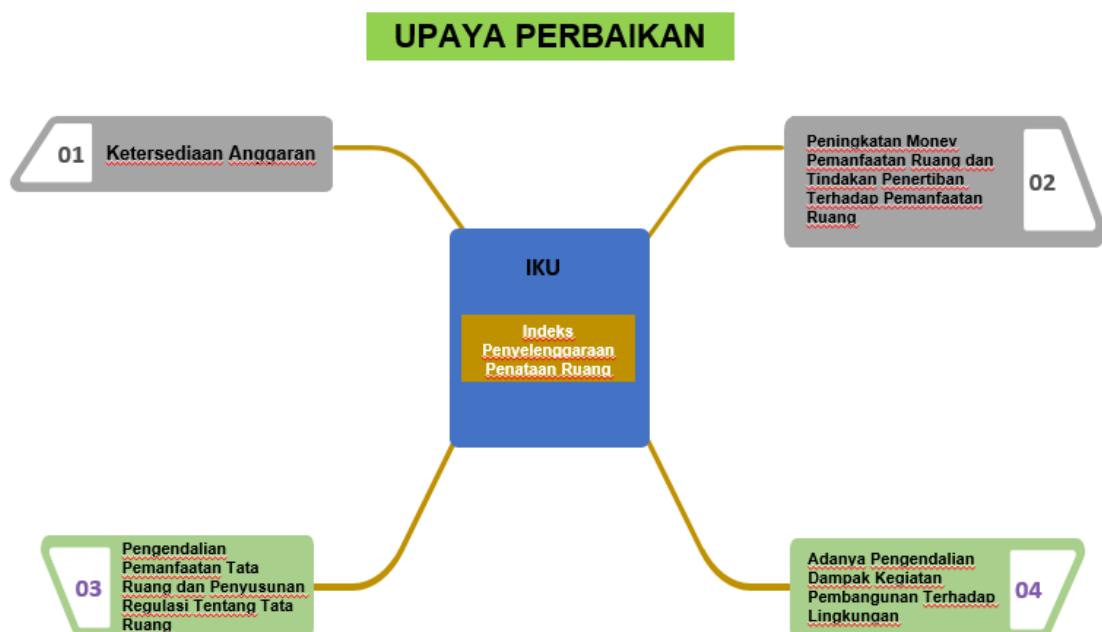 UPAYA PERBAIKAN
01
Ketersediaan Anggaran
Peningkatan Monev
Pemanfaatan Ruang dan
Tindakan Penertiban
Terhadap Pemanfaatan
Ruang
02
IKU
Indeks
Penyelenggaraan
Penataan Ruang
03
Pengendalian
Pemanfaatan Tata
Ruang dan Penyusunan
Regulasi Tentang Tata
Ruang
Adanya Pengendalian
Dampak Kegiatan
Pembangunan Terhadap
Lingkungan
04